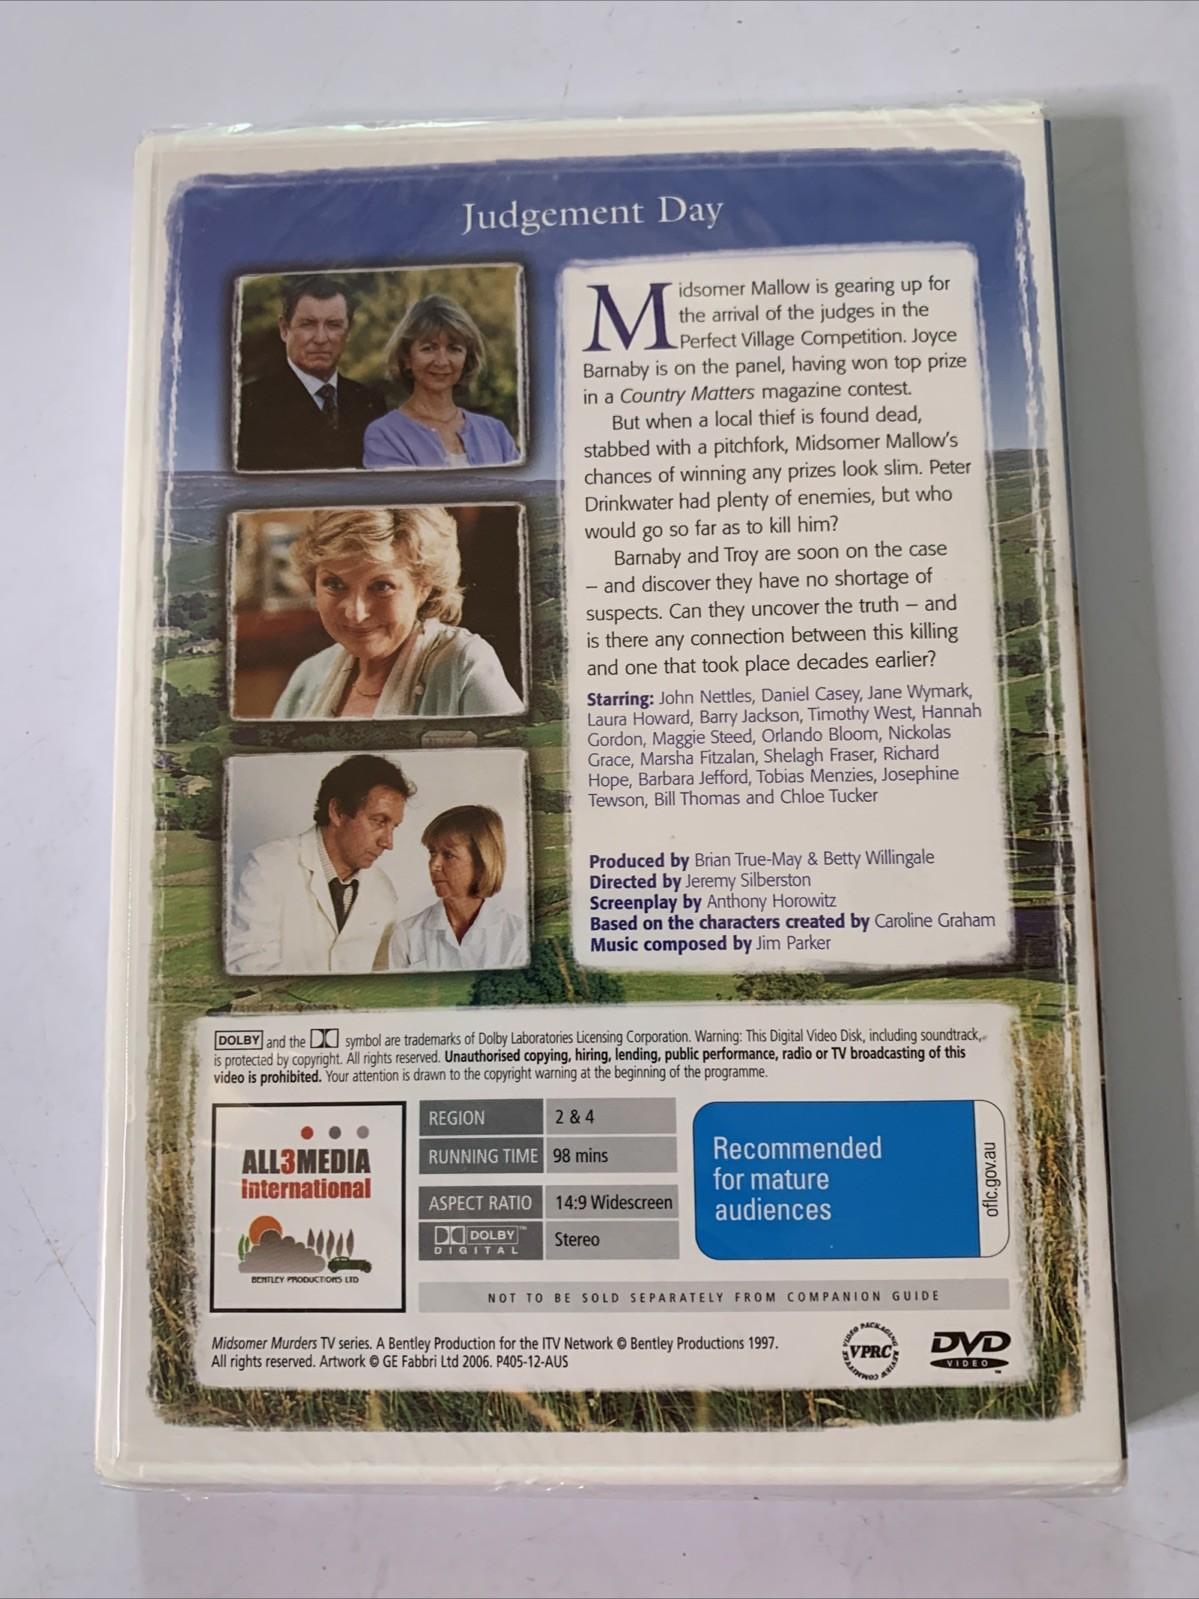 Judgement Day
Midsomer Mallow is gearing up for
the arrival of the judges in the
Perfect Village Competition. Joyce
Barnaby is on the panel, having won top prize
in a Country Matters magazine contest.
But when a local thief is found dead,
stabbed with a pitchfork, Midsomer Mallow's
chances of winning any prizes look slim. Peter
Drinkwater had plenty of enemies, but who
would go so far as to kill him?
Barnaby and Troy are soon on the case
– and discover they have no shortage of
suspects. Can they uncover the truth – and
is there any connection between this killing
and one that took place decades earlier?
Starring: John Nettles, Daniel Casey, Jane Wymark,
Laura Howard, Barry Jackson, Timothy West, Hannah
Gordon, Maggie Steed, Orlando Bloom, Nickolas
Grace, Marsha Fitzalan, Shelagh Fraser, Richard
Hope, Barbara Jefford, Tobias Menzies, Josephine
Tewson, Bill Thomas and Chloe Tucker
Produced by Brian True-May & Betty Willingale
Directed by Jeremy Silberston
Screenplay by Anthony Horowitz
Based on the characters created by Caroline Graham
Music composed by Jim Parker
DOLBY and the symbol are trademarks of Dolby Laboratories Licensing Corporation. Warning: This Digital Video Disk, including soundtrack,
is protected by copyright. All rights reserved. Unauthorised copying, hiring, lending, public performance, radio or TV broadcasting of this
video is prohibited. Your attention is drawn to the copyright warning at the beginning of the programme.
ALL3MEDIA
international
BENTLEY PRODUCTIONS LTD
REGION 2 & 4
RUNNING TIME 98 mins
ASPECT RATIO 14:9 Widescreen
DOLBY™
DIGITAL
Stereo
Recommended
for mature
audiences
oflc.gov.au
NOT TO BE SOLD SEPARATELY FROM COMPANION GUIDE
Midsomer Murders TV series. A Bentley Production for the ITV Network © Bentley Productions 1997.
All rights reserved. Artwork © GE Fabbri Ltd 2006. P405-12-AUS
VIDEO PACKAGING REVIEW COMMITTEE
VPRC
DVD
VIDEO™